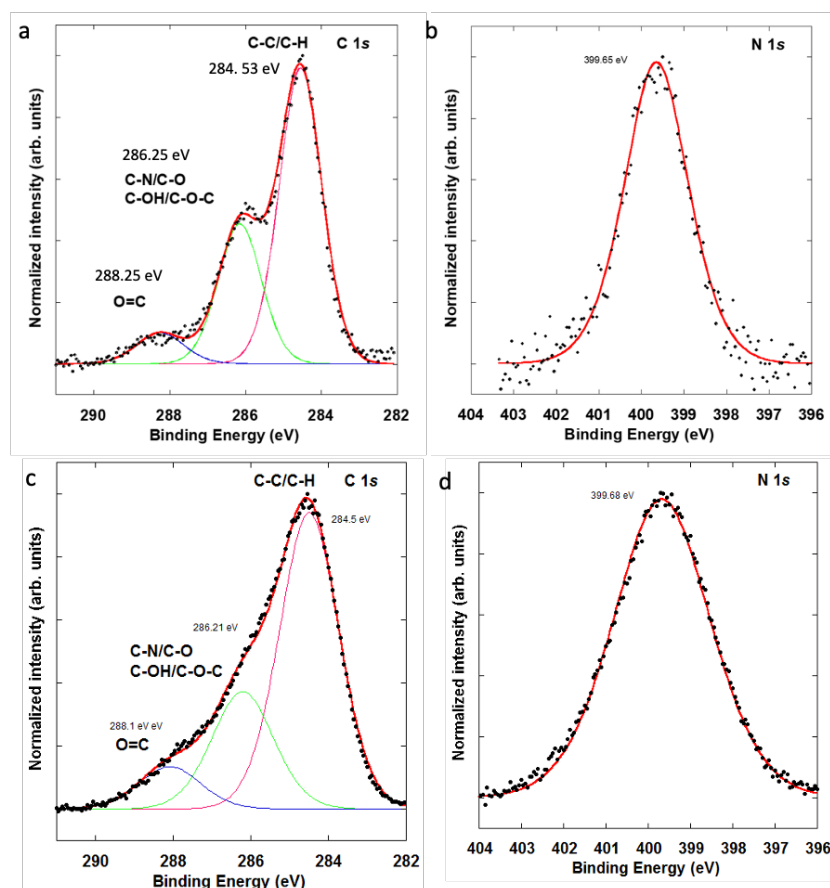 a
C-C/C-H C 1s
284. 53 eV
286.25 eV
C-N/C-O
C-OH/C-O-C
288.25 eV
O=C
Normalized intensity (arb. units)
290 288 286 284 282
Binding Energy (eV)
b
N 1s
399.65 eV
Normalized intensity (arb. units)
404 403 402 401 400 399 398 397 396
Binding Energy (eV)
c
C-C/C-H C 1s
284.5 eV
286.21 eV
C-N/C-O
C-OH/C-O-C
288.1 eV eV
O=C
Normalized intensity (arb. units)
290 288 286 284 282
Binding Energy (eV)
d
N 1s
399.68 eV
Normalized intensity (arb. units)
404 403 402 401 400 399 398 397 396
Binding Energy (eV)